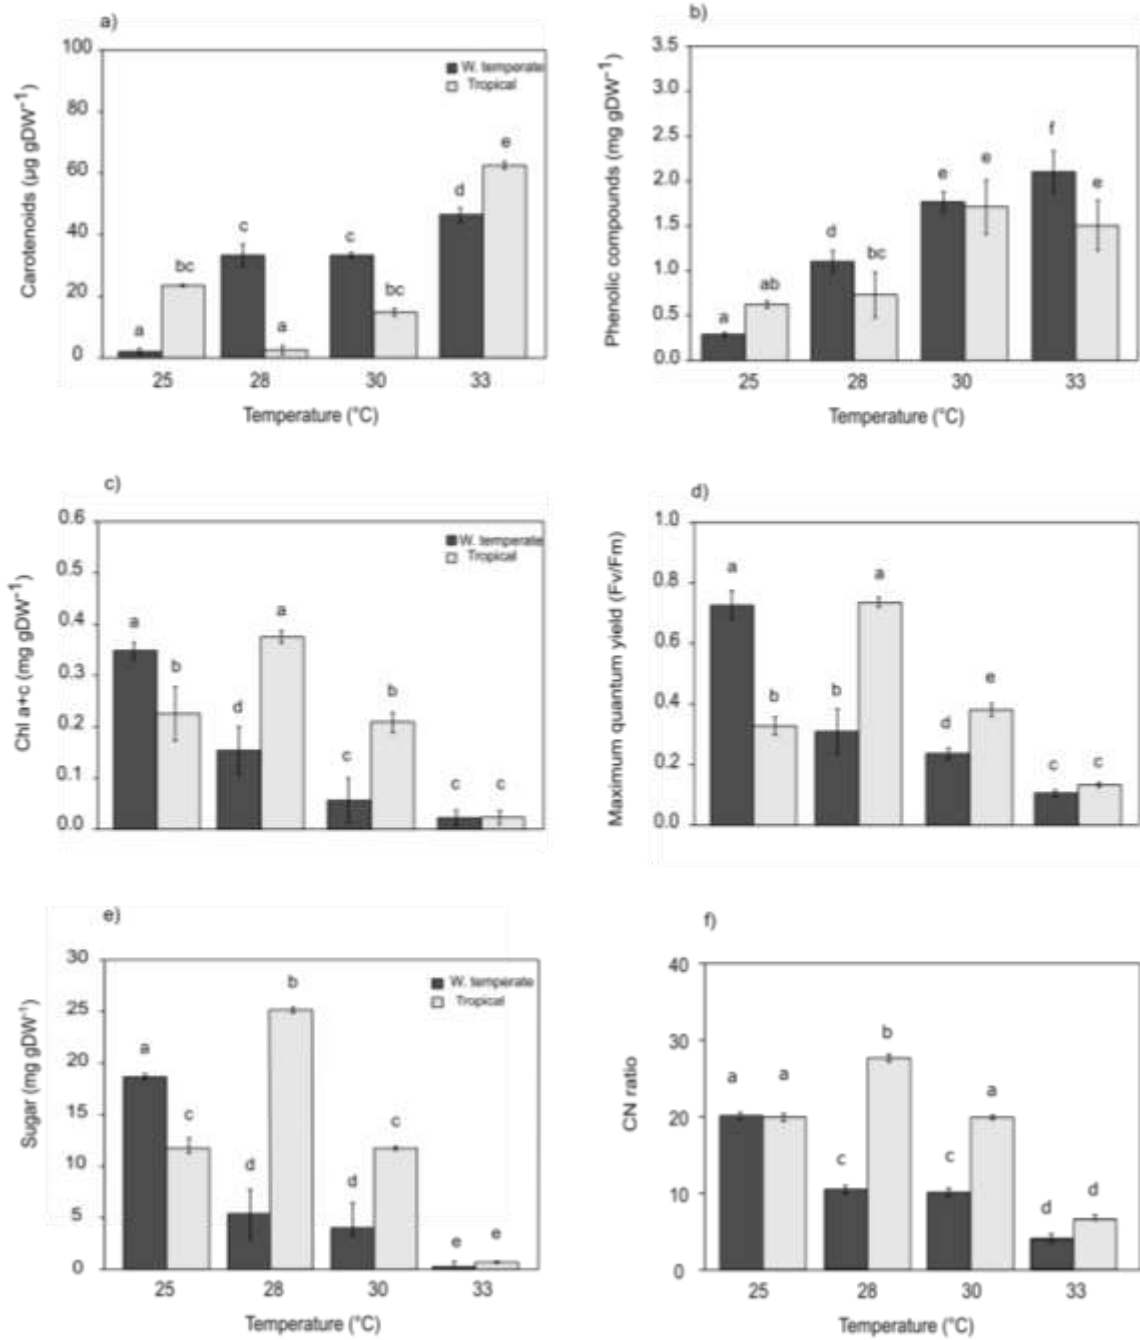 a)
100
80
60
40
20
0
Carotenoids (µg gDW⁻¹)
W. temperate
Tropical
a
bc
c
a
c
bc
d
e
25 28 30 33
Temperature (°C)
b)
3.5
3.0
2.5
2.0
1.5
1.0
0.5
0.0
Phenolic compounds (mg gDW⁻¹)
a
ab
d
bc
e
e
f
e
25 28 30 33
Temperature (°C)
c)
0.6
0.5
0.4
0.3
0.2
0.1
0.0
Chl a+c (mg gDW⁻¹)
W. temperate
Tropical
a
b
d
a
c
b
c
c
d)
1.0
0.8
0.6
0.4
0.2
0.0
Maximum quantum yield (Fv/Fm)
a
b
b
a
d
e
c
c
e)
30
25
20
15
10
5
0
Sugar (mg gDW⁻¹)
W. temperate
Tropical
a
c
d
b
d
c
e
e
25 28 30 33
Temperature (°C)
f)
40
30
20
10
0
CN ratio
a
a
c
b
c
a
d
d
25 28 30 33
Temperature (°C)